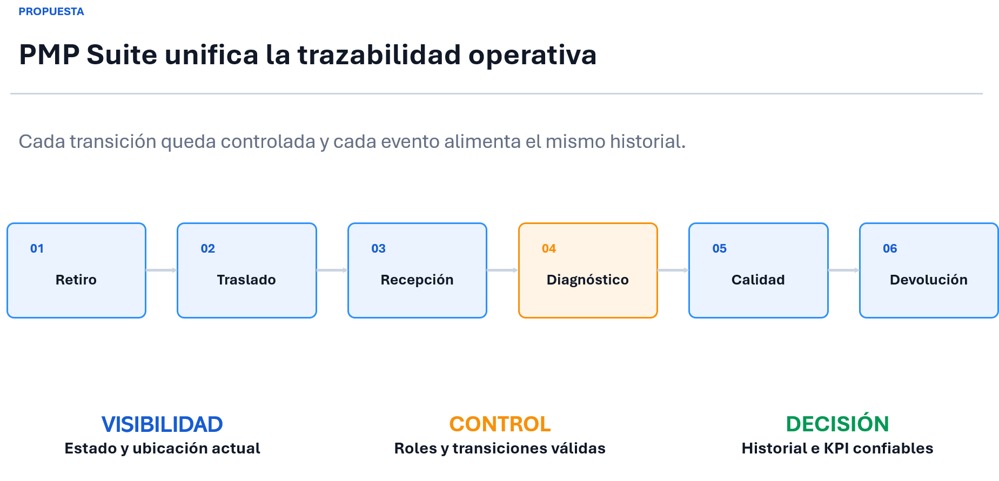 PROPUESTA
PMP Suite unifica la trazabilidad operativa
Cada transición queda controlada y cada evento alimenta el mismo historial.
01
Retiro
02
Traslado
03
Recepción
04
Diagnóstico
05
Calidad
06
Devolución
VISIBILIDAD
Estado y ubicación actual
CONTROL
Roles y transiciones válidas
DECISIÓN
Historial e KPI confiables